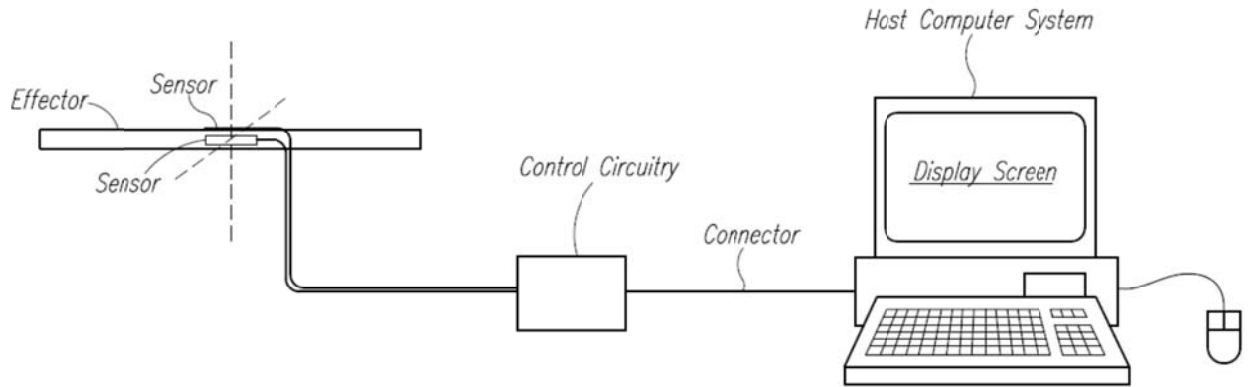 Host Computer System
Sensor
Effector
Sensor
Control Circuitry
Display Screen
Connector